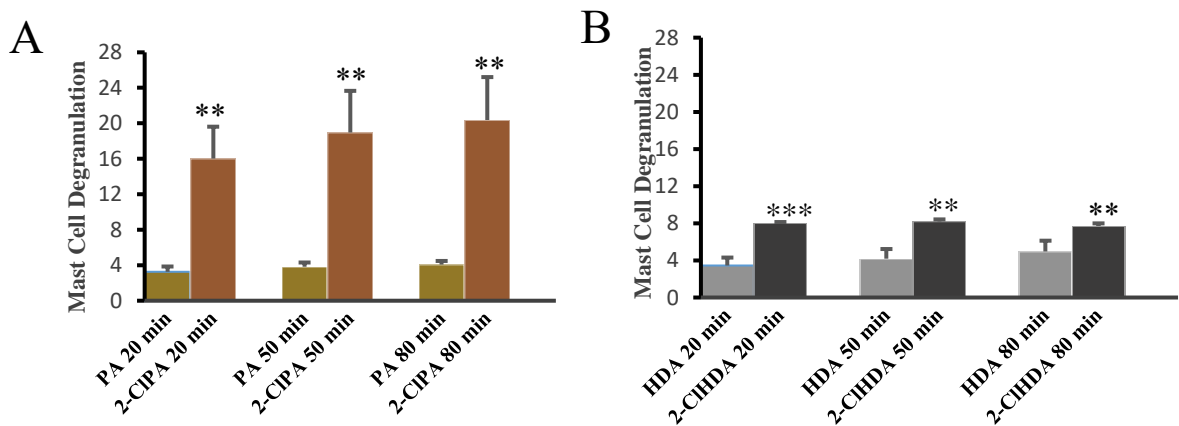 A
Mast Cell Degranulation
28
24
20
16
12
8
4
0
**
**
**
PA 20 min
2-ClPA 20 min
PA 50 min
2-ClPA 50 min
PA 80 min
2-ClPA 80 min
B
Mast Cell Degranulation
28
24
20
16
12
8
4
0
***
**
**
HDA 20 min
2-ClHDA 20 min
HDA 50 min
2-ClHDA 50 min
HDA 80 min
2-ClHDA 80 min